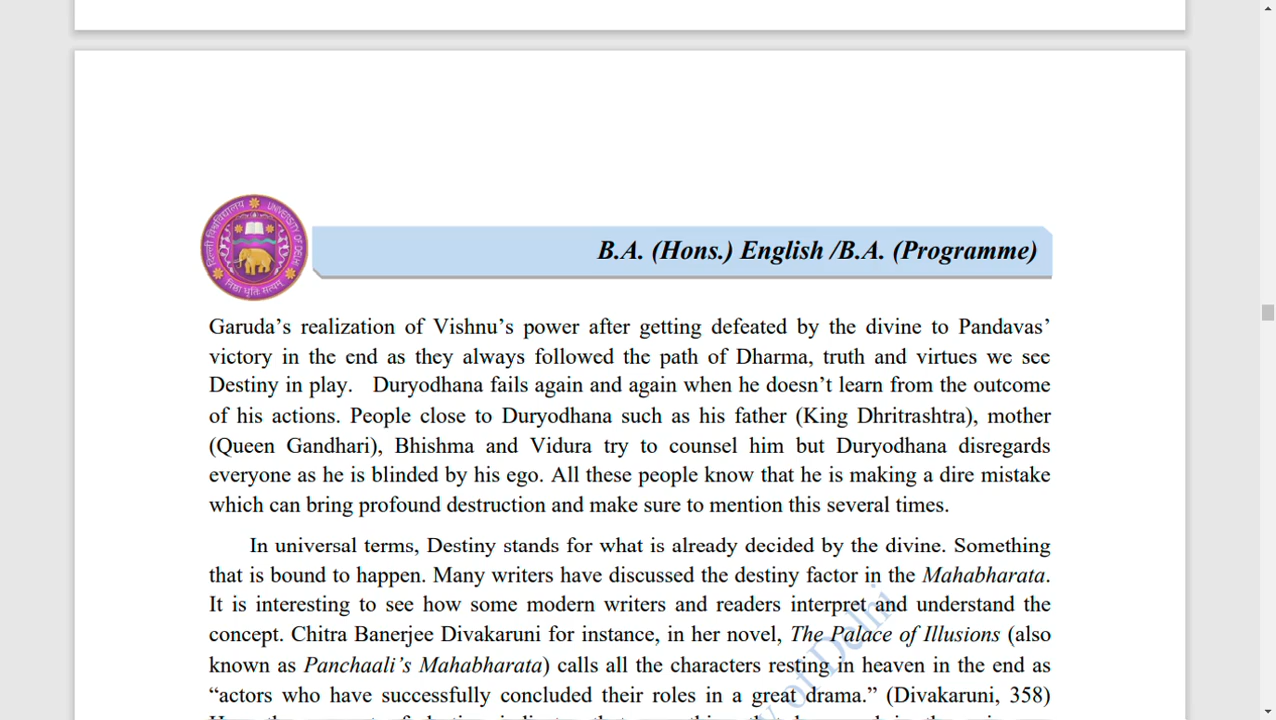 दिल्ली विश्वविद्यालय UNIVERSITY OF DELHI
निष्ठा धृति: सत्यम्
B.A. (Hons.) English /B.A. (Programme)
Garuda’s realization of Vishnu’s power after getting defeated by the divine to Pandavas’
victory in the end as they always followed the path of Dharma, truth and virtues we see
Destiny in play. Duryodhana fails again and again when he doesn’t learn from the outcome
of his actions. People close to Duryodhana such as his father (King Dhritrashtra), mother
(Queen Gandhari), Bhishma and Vidura try to counsel him but Duryodhana disregards
everyone as he is blinded by his ego. All these people know that he is making a dire mistake
which can bring profound destruction and make sure to mention this several times.
In universal terms, Destiny stands for what is already decided by the divine. Something
that is bound to happen. Many writers have discussed the destiny factor in the Mahabharata.
It is interesting to see how some modern writers and readers interpret and understand the
concept. Chitra Banerjee Divakaruni for instance, in her novel, The Palace of Illusions (also
known as Panchaali’s Mahabharata) calls all the characters resting in heaven in the end as
“actors who have successfully concluded their roles in a great drama.” (Divakaruni, 358)
y of Delhi